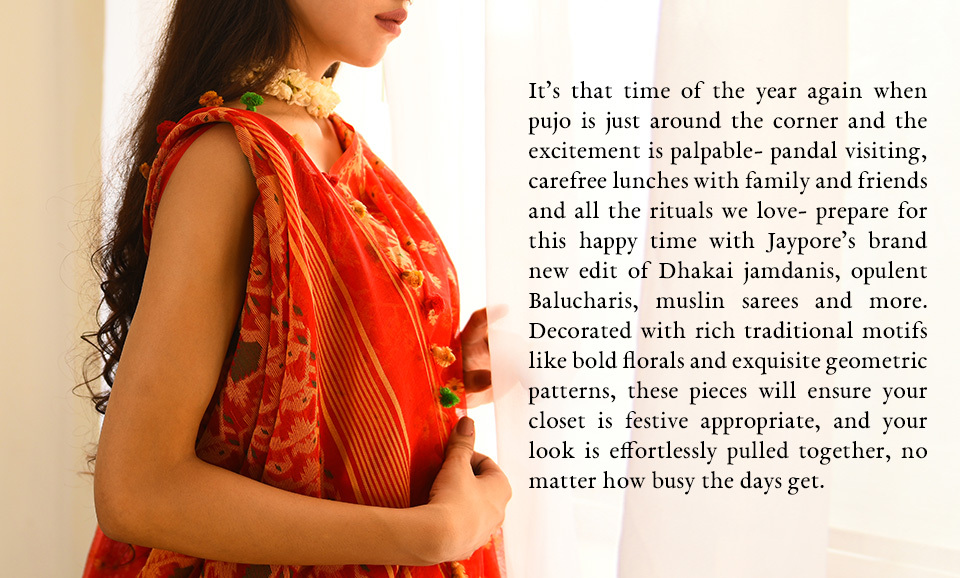 It’s that time of the year again when
pujo is just around the corner and the
excitement is palpable- pandal visiting,
carefree lunches with family and friends
and all the rituals we love- prepare for
this happy time with Jaypore’s brand
new edit of Dhakai jamdanis, opulent
Balucharis, muslin sarees and more.
Decorated with rich traditional motifs
like bold florals and exquisite geometric
patterns, these pieces will ensure your
closet is festive appropriate, and your
look is effortlessly pulled together, no
matter how busy the days get.